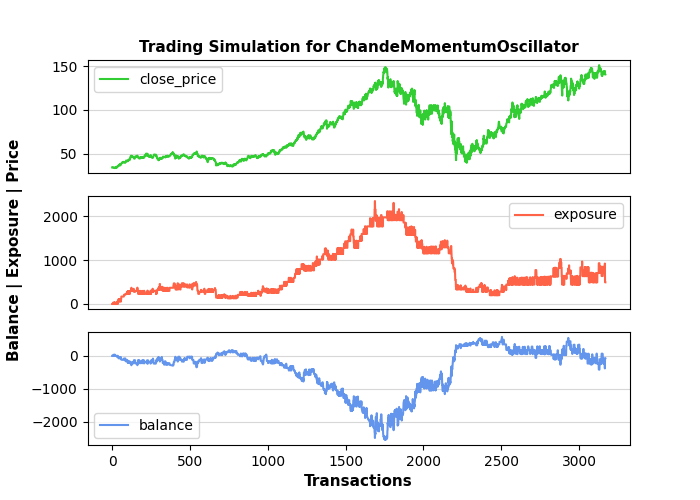 Trading Simulation for ChandeMomentumOscillator
150
100
50
close_price
2000
1000
0
exposure
0
−1000
−2000
balance
0
500
1000
1500
2000
2500
3000
Transactions
Balance | Exposure | Price